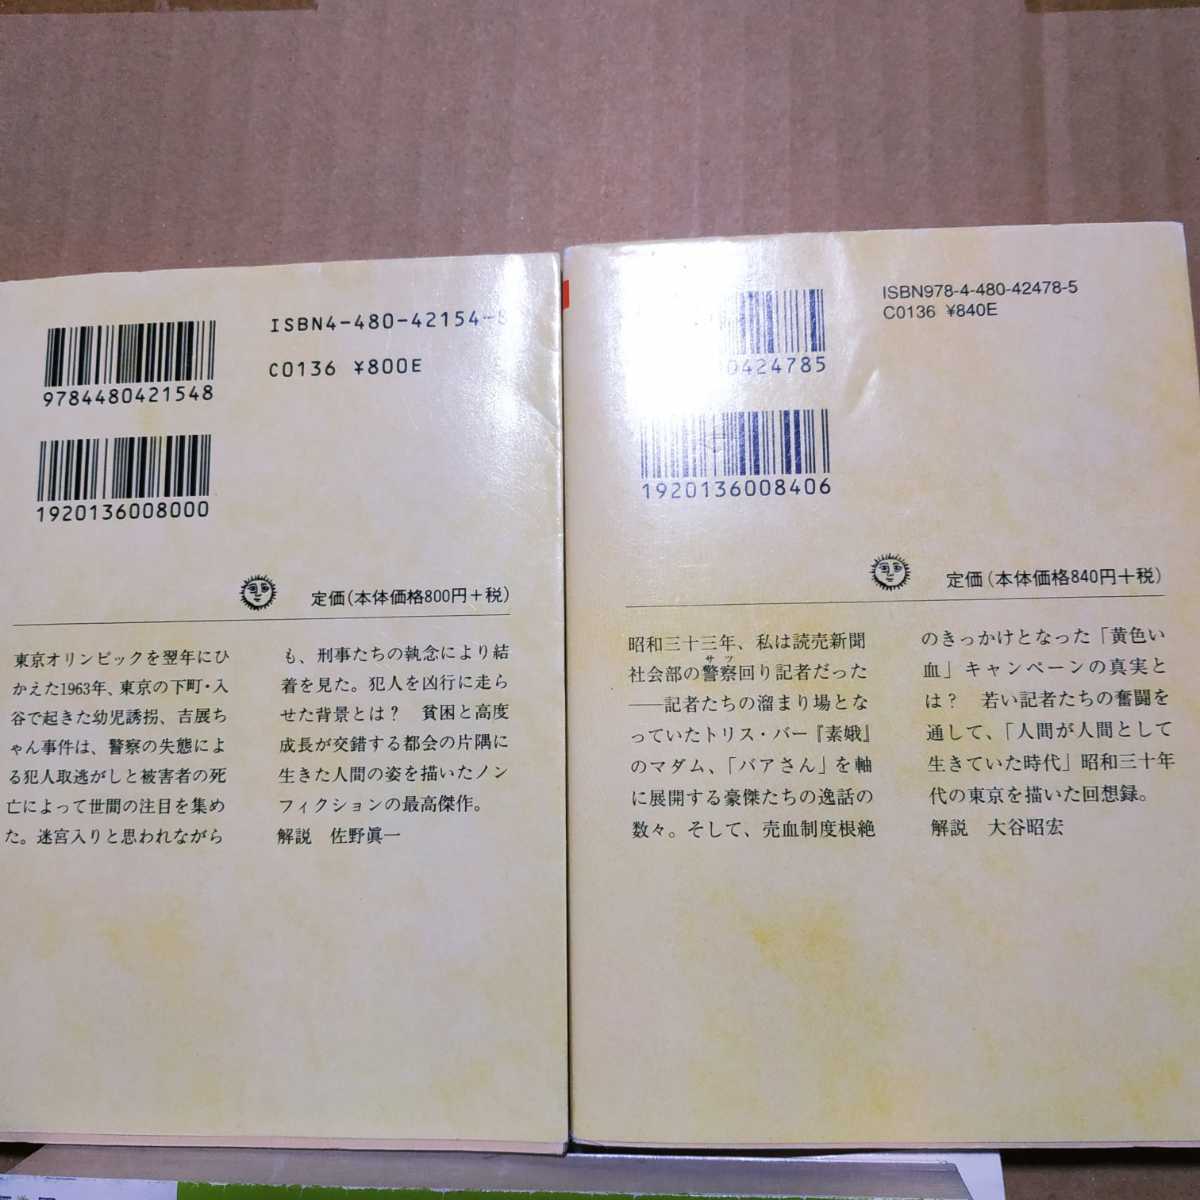 ISBN4-480-42154-
C0136 ¥800E
9784480421548
1920136008000
定価(本体価格800円+税)
東京オリンピックを翌年にひ
かえた1963年、東京の下町・入
谷で起きた幼児誘拐、吉展ち
ゃん事件は、警察の失態によ
る犯人取逃がしと被害者の死
亡によって世間の注目を集め
た。迷宮入りと思われながら
も、刑事たちの執念により結
着を見た。犯人を凶行に走ら
せた背景とは? 貧困と高度
成長が交錯する都会の片隅に
生きた人間の姿を描いたノン
フィクションの最高傑作。
解説 佐野眞一
ISBN978-4-480-42478-5
C0136 ¥840E
0424785
1920136008406
定価(本体価格840円+税)
昭和三十三年、私は読売新聞
サツ
社会部の警察回り記者だった
――記者たちの溜まり場とな
っていたトリス・バー『素娥』
のマダム、「バアさん」を軸
に展開する豪傑たちの逸話の
数々。そして、売血制度根絶
のきっかけとなった「黄色い
血」キャンペーンの真実と
は? 若い記者たちの奮闘を
通して、「人間が人間として
生きていた時代」昭和三十年
代の東京を描いた回想録。
解説 大谷昭宏